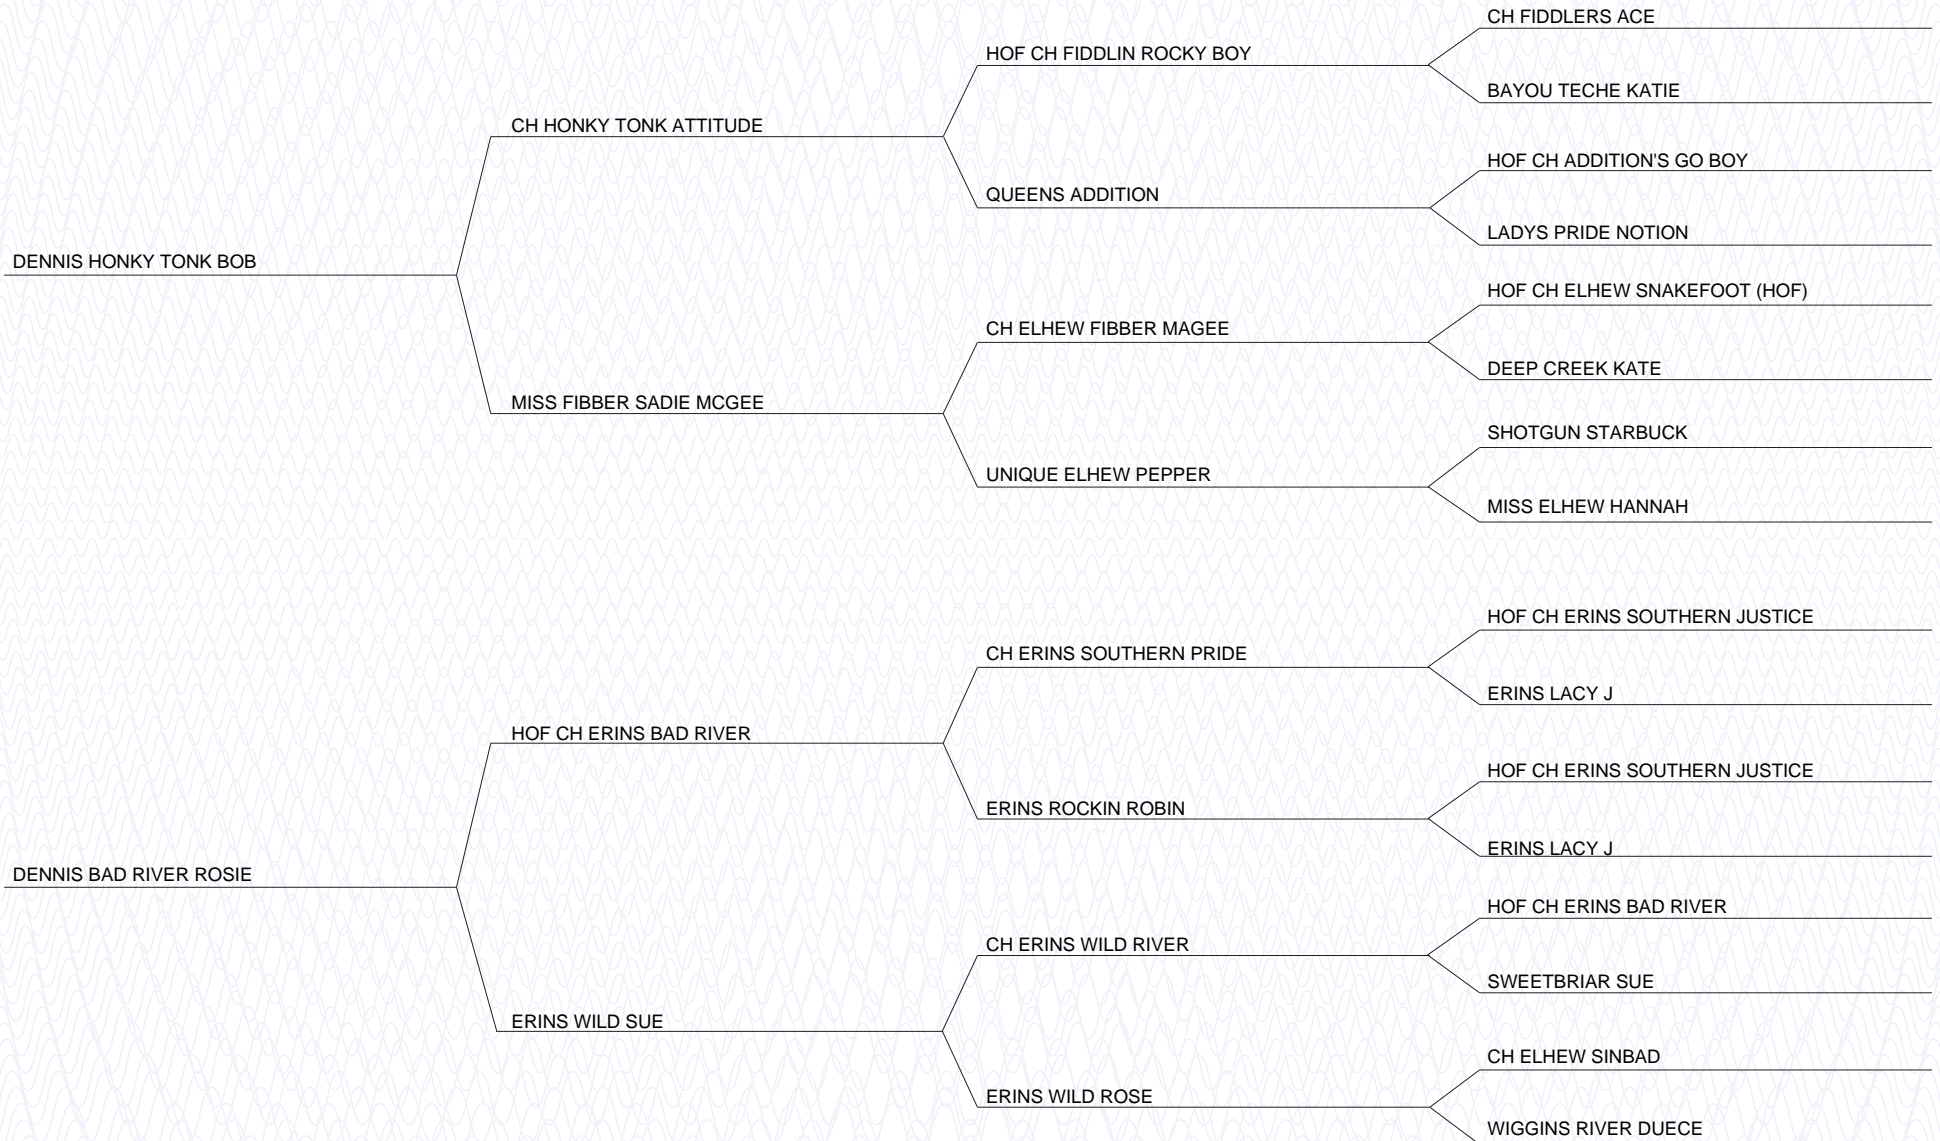 CH FIDDLERS ACE
HOF CH FIDDLIN ROCKY BOY
BAYOU TECHE KATIE
CH HONKY TONK ATTITUDE
HOF CH ADDITION'S GO BOY
QUEENS ADDITION
LADYS PRIDE NOTION
DENNIS HONKY TONK BOB
HOF CH ELHEW SNAKEFOOT (HOF)
CH ELHEW FIBBER MAGEE
DEEP CREEK KATE
MISS FIBBER SADIE MCGEE
SHOTGUN STARBUCK
UNIQUE ELHEW PEPPER
MISS ELHEW HANNAH
HOF CH ERINS SOUTHERN JUSTICE
CH ERINS SOUTHERN PRIDE
ERINS LACY J
HOF CH ERINS BAD RIVER
HOF CH ERINS SOUTHERN JUSTICE
ERINS ROCKIN ROBIN
ERINS LACY J
DENNIS BAD RIVER ROSIE
HOF CH ERINS BAD RIVER
CH ERINS WILD RIVER
SWEETBRIAR SUE
ERINS WILD SUE
CH ELHEW SINBAD
ERINS WILD ROSE
WIGGINS RIVER DUECE